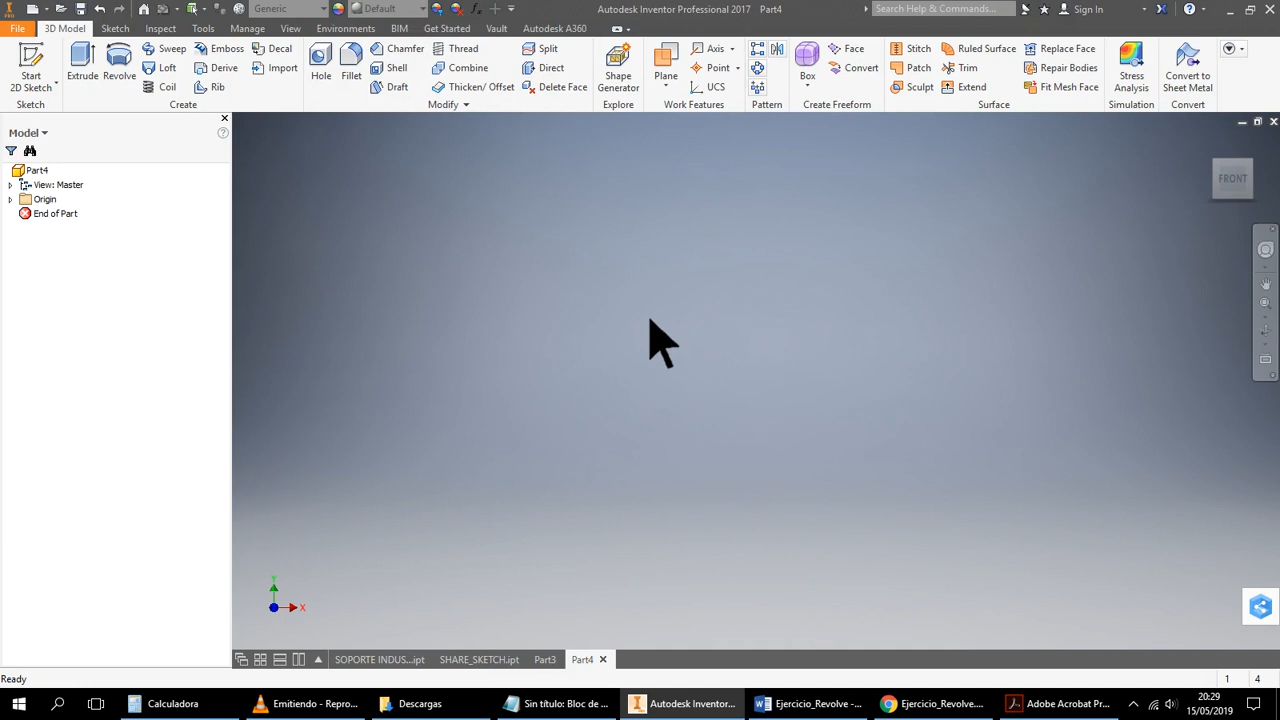 Generic
Default
Autodesk Inventor Professional 2017 Part4
Search Help & Commands...
Sign In
File
3D Model
Sketch
Inspect
Tools
Manage
View
Environments
BIM
Get Started
Vault
Autodesk A360
Start
2D Sketch
Sketch
Extrude
Revolve
Sweep
Loft
Coil
Emboss
Derive
Rib
Decal
Import
Create
Hole
Fillet
Chamfer
Shell
Draft
Thread
Combine
Thicken/ Offset
Split
Direct
Delete Face
Modify
Shape
Generator
Explore
Plane
Axis
Point
UCS
Work Features
Pattern
Box
Face
Convert
Create Freeform
Stitch
Patch
Sculpt
Ruled Surface
Trim
Extend
Replace Face
Repair Bodies
Fit Mesh Face
Surface
Stress
Analysis
Simulation
Convert to
Sheet Metal
Convert
Model
Part4
View: Master
Origin
End of Part
FRONT
Y
X
SOPORTE INDUS...ipt
SHARE_SKETCH.ipt
Part3
Part4
Ready
1
4
Calculadora
Emitiendo - Repro...
Descargas
Sin título: Bloc de ...
Autodesk Inventor...
Ejercicio_Revolve -...
Ejercicio_Revolve....
Adobe Acrobat Pr...
20:29
15/05/2019